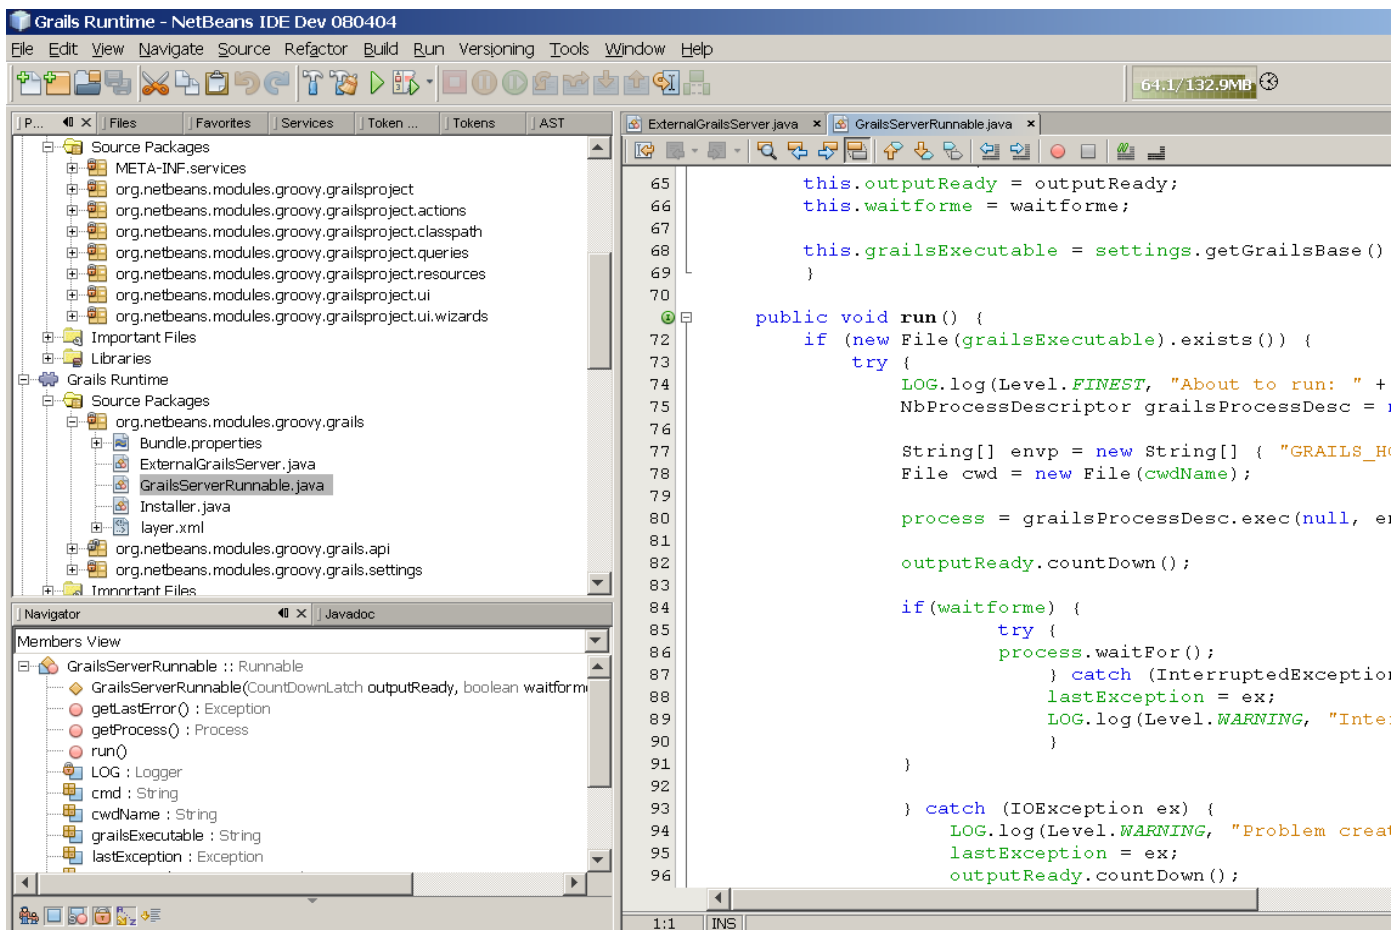 Grails Runtime - NetBeans IDE Dev 080404
File Edit View Navigate Source Refactor Build Run Versioning Tools Window Help
64.1/132.9MB
P... Files Favorites Services Token ... Tokens AST
Source Packages
META-INF.services
org.netbeans.modules.groovy.grailsproject
org.netbeans.modules.groovy.grailsproject.actions
org.netbeans.modules.groovy.grailsproject.classpath
org.netbeans.modules.groovy.grailsproject.queries
org.netbeans.modules.groovy.grailsproject.resources
org.netbeans.modules.groovy.grailsproject.ui
org.netbeans.modules.groovy.grailsproject.ui.wizards
Important Files
Libraries
Grails Runtime
Source Packages
org.netbeans.modules.groovy.grails
Bundle.properties
ExternalGrailsServer.java
GrailsServerRunnable.java
Installer.java
layer.xml
org.netbeans.modules.groovy.grails.api
org.netbeans.modules.groovy.grails.settings
Important Files
Navigator Javadoc
Members View
GrailsServerRunnable :: Runnable
GrailsServerRunnable(CountDownLatch outputReady, boolean waitform
getLastError() : Exception
getProcess() : Process
run()
LOG : Logger
cmd : String
cwdName : String
grailsExecutable : String
lastException : Exception
ExternalGrailsServer.java GrailsServerRunnable.java
65 this.outputReady = outputReady;
66 this.waitforme = waitforme;
67
68 this.grailsExecutable = settings.getGrailsBase()
69 }
70
public void run() {
72 if (new File(grailsExecutable).exists()) {
73 try {
74 LOG.log(Level.FINEST, "About to run: " +
75 NbProcessDescriptor grailsProcessDesc =
76
77 String[] envp = new String[] { "GRAILS_HO
78 File cwd = new File(cwdName);
79
80 process = grailsProcessDesc.exec(null, en
81
82 outputReady.countDown();
83
84 if(waitforme) {
85 try {
86 process.waitFor();
87 } catch (InterruptedException
88 lastException = ex;
89 LOG.log(Level.WARNING, "Inter
90 }
91 }
92
93 } catch (IOException ex) {
94 LOG.log(Level.WARNING, "Problem creat
95 lastException = ex;
96 outputReady.countDown();
1:1 INS